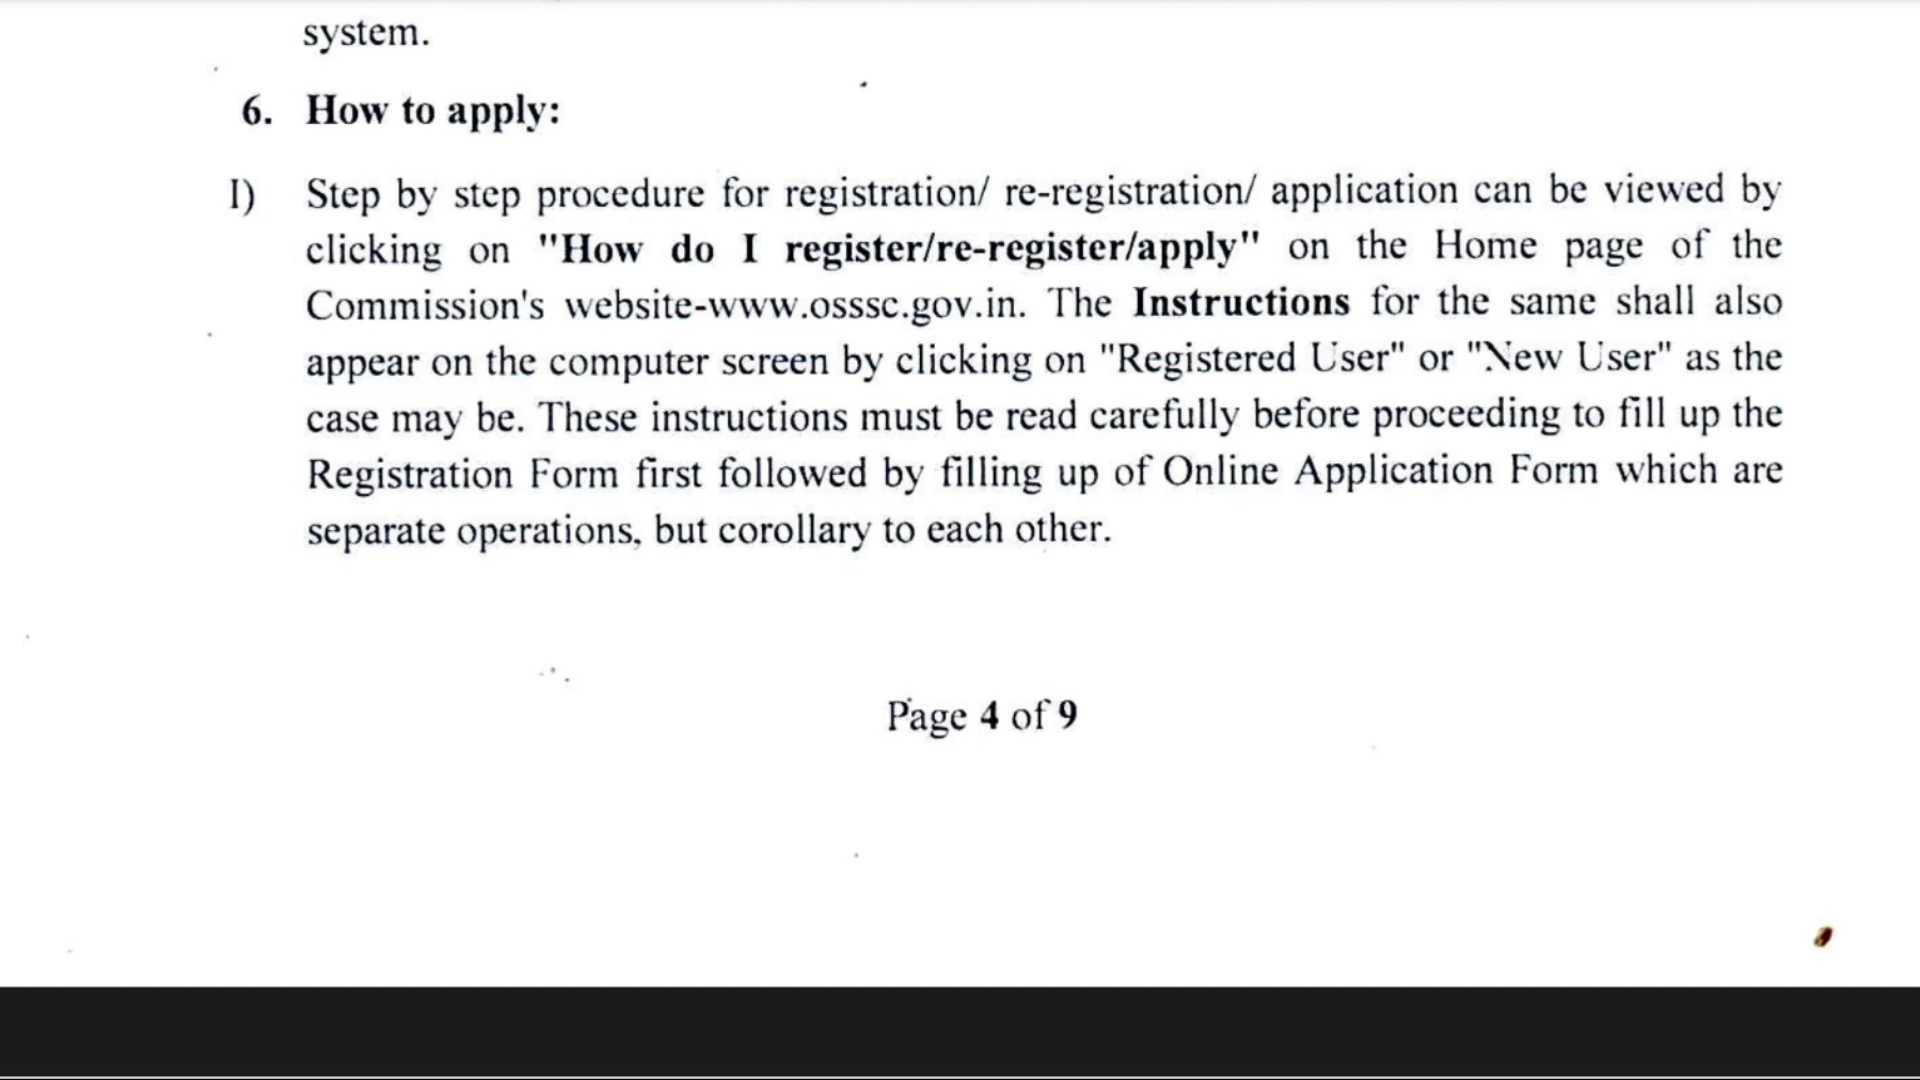 system.
6. How to apply:
I) Step by step procedure for registration/ re-registration/ application can be viewed by
clicking on "How do I register/re-register/apply" on the Home page of the
Commission's website-www.osssc.gov.in. The Instructions for the same shall also
appear on the computer screen by clicking on "Registered User" or "New User" as the
case may be. These instructions must be read carefully before proceeding to fill up the
Registration Form first followed by filling up of Online Application Form which are
separate operations, but corollary to each other.
Page 4 of 9